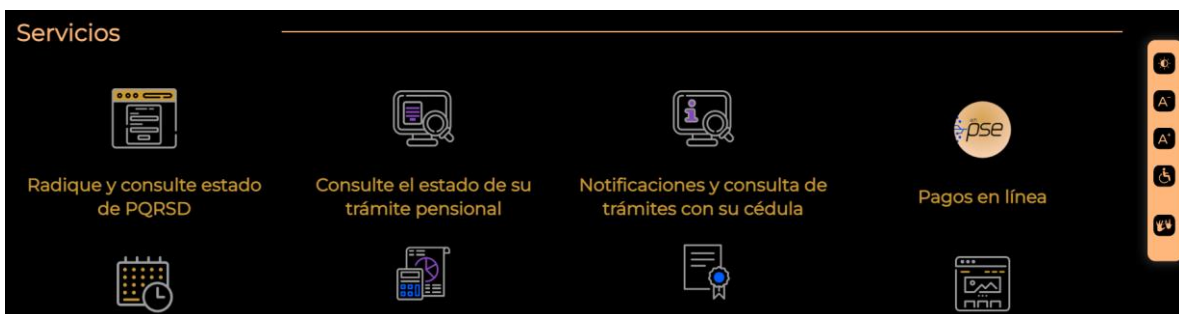 Servicios
pse
Radique y consulte estado
de PQRSD
Consulte el estado de su
trámite pensional
Notificaciones y consulta de
trámites con su cédula
Pagos en línea
A-
A+